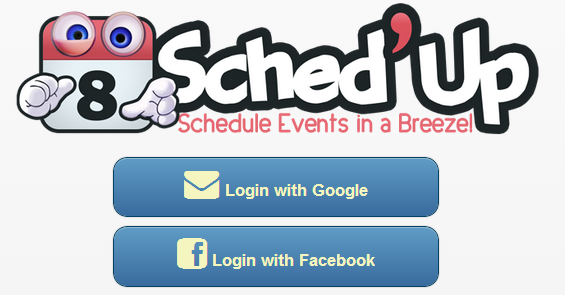 8
Sched'Up
Schedule Events in a Breeze!
Login with Google
f Login with Facebook